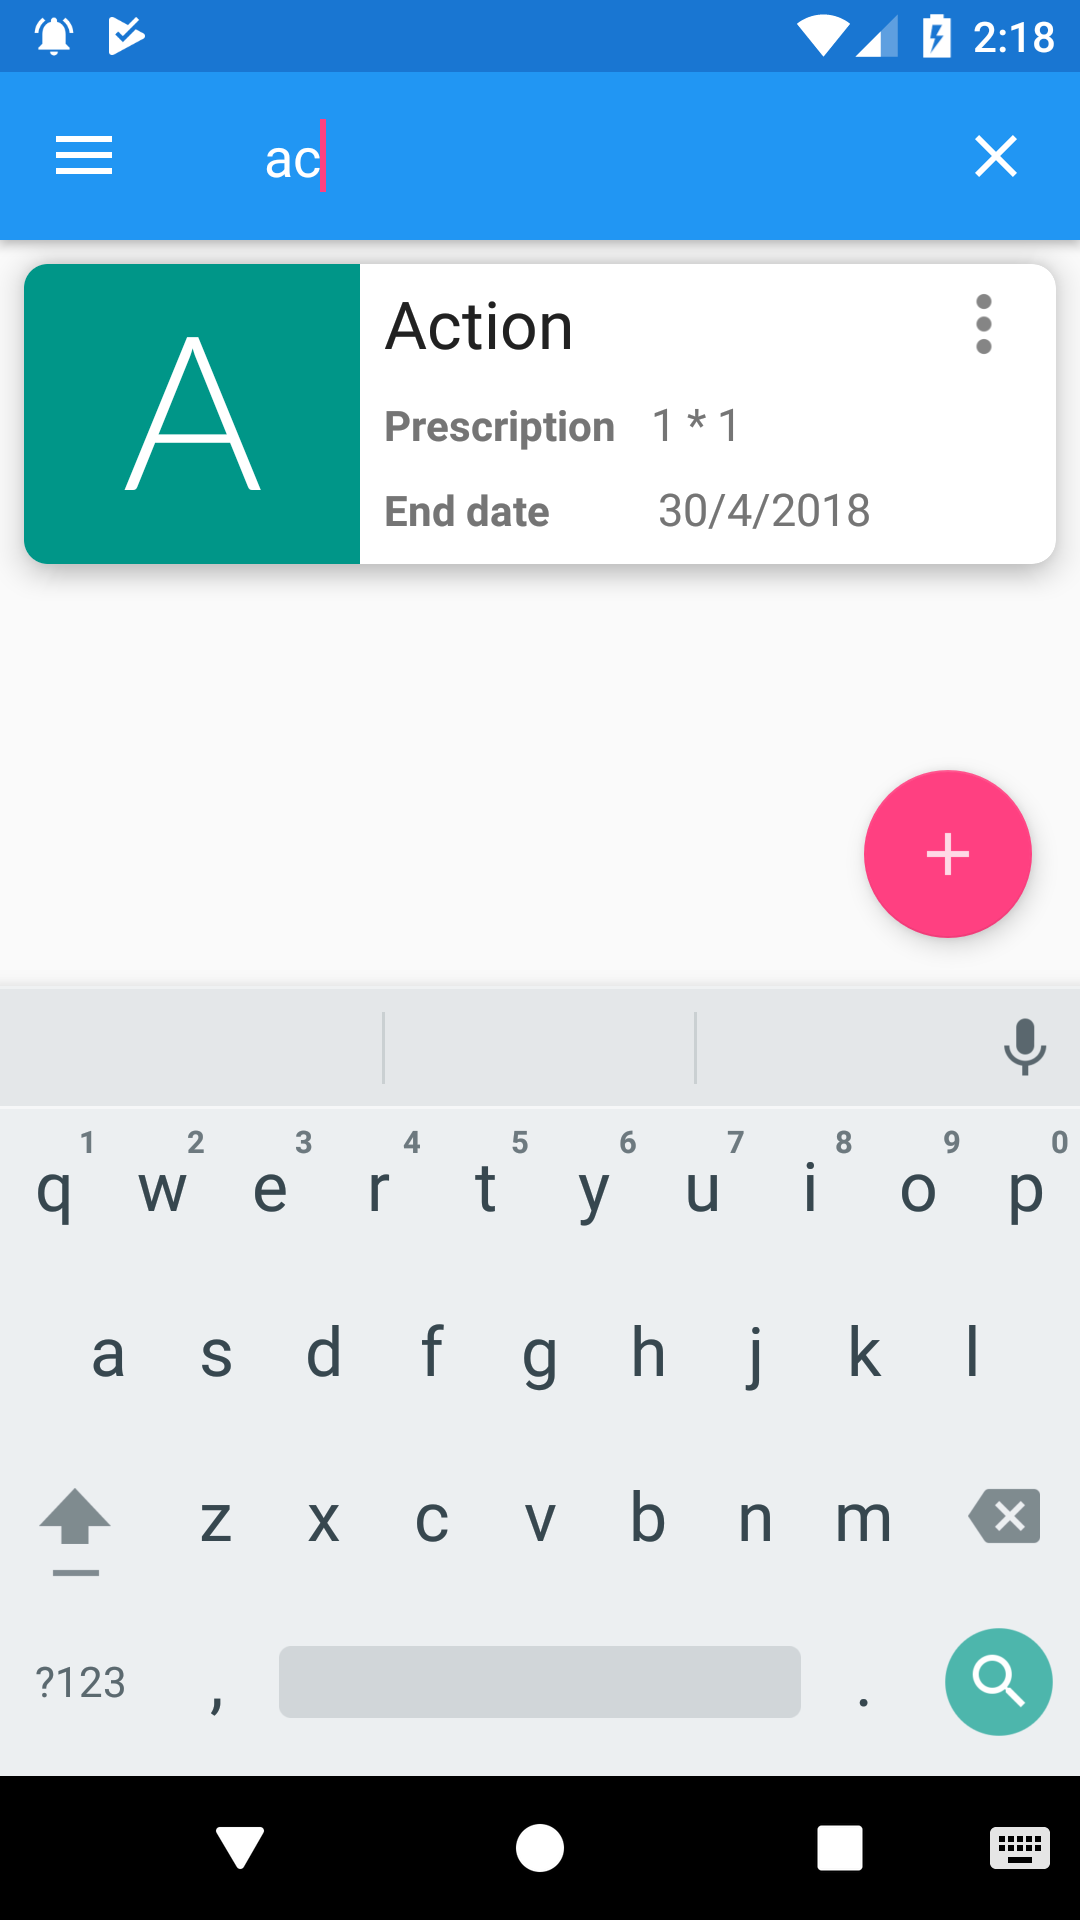 2:18
ac
A
Action
Prescription 1 * 1
End date 30/4/2018
1 2 3 4 5 6 7 8 9 0
q w e r t y u i o p
a s d f g h j k l
z x c v b n m
?123 , .